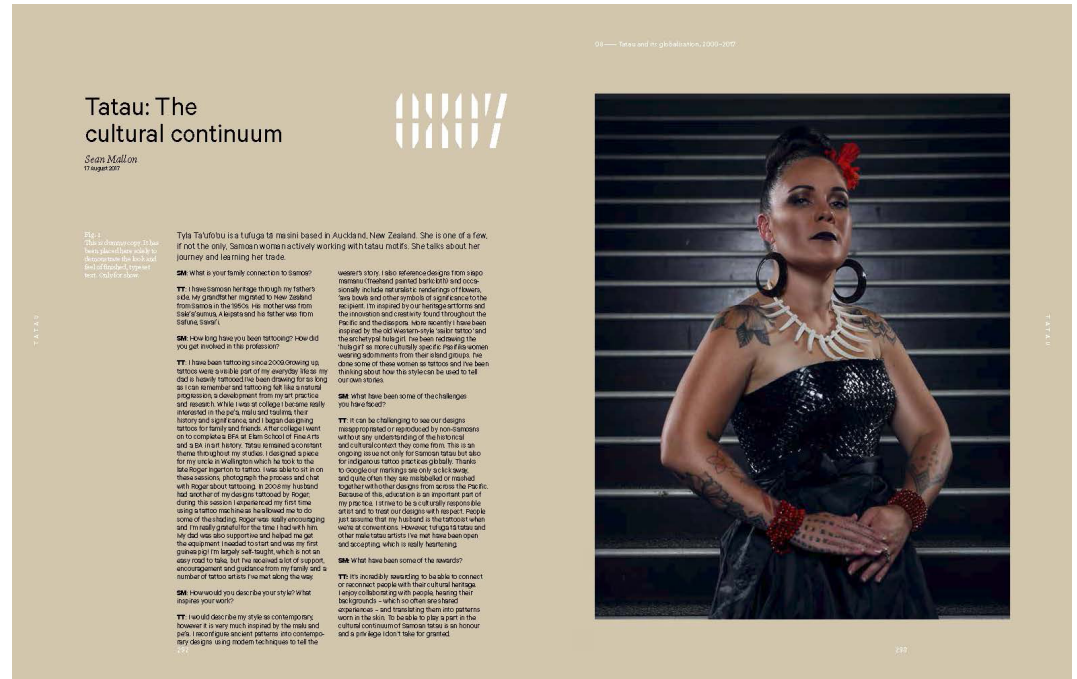 06 — Tatau and its globalisation, 2000–2017
Tatau: The
cultural continuum
Sean Mallon
17 August 2017
Fig. 1
This is dummy copy. It has
been placed here solely to
demonstrate the look and
feel of finished, typeset
text. Only for show.
Tyla Ta'ufo'ou is a tufuga tā masini based in Auckland, New Zealand. She is one of a few,
if not the only, Samoan woman actively working with tatau motifs. She talks about her
journey and learning her trade.
SM: What is your family connection to Samoa?
TT: I have Samoan heritage through my father's
side. My grandfather migrated to New Zealand
from Samoa in the 1950s. His mother was from
Sale'a'aumua, Aleipata and his father was from
Safune, Savai'i.
SM: How long have you been tattooing? How did
you get involved in this profession?
TT: I have been tattooing since 2009. Growing up,
tattoos were a visible part of my everyday life as my
dad is heavily tattooed. I've been drawing for as long
as I can remember and tattooing felt like a natural
progression, a development from my art practice
and research. While I was at college I became really
interested in the pe'a, malu and taulima, their
history and significance, and I began designing
tattoos for family and friends. After college I went
on to complete a BFA at Elam School of Fine Arts
and a BA in art history. Tatau remained a constant
theme throughout my studies. I designed a piece
for my uncle in Wellington which he took to the
late Roger Ingerton to tattoo. I was able to sit in on
these sessions, photograph the process and chat
with Roger about tattooing. In 2008 my husband
had another of my designs tattooed by Roger,
during this session I experienced my first time
using a tattoo machine as he allowed me to do
some of the shading. Roger was really encouraging
and I'm really grateful for the time I had with him.
My dad was also supportive and helped me get
the equipment I needed to start and was my first
guinea pig! I'm largely self-taught, which is not an
easy road to take, but I've received a lot of support,
encouragement and guidance from my family and a
number of tattoo artists I've met along the way.
SM: How would you describe your style? What
inspires your work?
TT: I would describe my style as contemporary,
however it is very much inspired by the malu and
pe'a. I reconfigure ancient patterns into contempo-
rary designs using modern techniques to tell the
wearer's story. I also reference designs from siapo
mamanu (freehand painted barkcloth) and occa-
sionally include naturalistic renderings of flowers,
'ava bowls and other symbols of significance to the
recipient. I'm inspired by our heritage artforms and
the innovation and creativity found throughout the
Pacific and the diaspora. More recently I have been
inspired by the old Western-style 'sailor tattoo' and
the archetypal hula girl. I've been redrawing the
'hula girl' as more culturally specific Pasifika women
wearing adornments from their island groups. I've
done some of these women as tattoos and I've been
thinking about how this style can be used to tell
our own stories.
SM: What have been some of the challenges
you have faced?
TT: It can be challenging to see our designs
misappropriated or reproduced by non-Samoans
without any understanding of the historical
and cultural context they come from. This is an
ongoing issue not only for Samoan tatau but also
for indigenous tattoo practices globally. Thanks
to Google our markings are only a click away,
and quite often they are mislabelled or mashed
together with other designs from across the Pacific.
Because of this, education is an important part of
my practice. I strive to be a culturally responsible
artist and to treat our designs with respect. People
just assume that my husband is the tattooist when
we're at conventions. However, tufuga tā tatau and
other male tatau artists I've met have been open
and accepting, which is really heartening.
SM: What have been some of the rewards?
TT: It's incredibly rewarding to be able to connect
or reconnect people with their cultural heritage.
I enjoy collaborating with people, hearing their
backgrounds – which so often are shared
experiences – and translating them into patterns
worn in the skin. To be able to play a part in the
cultural continuum of Samoan tatau is an honour
and a privilege I don't take for granted.
TATAU
TATAU